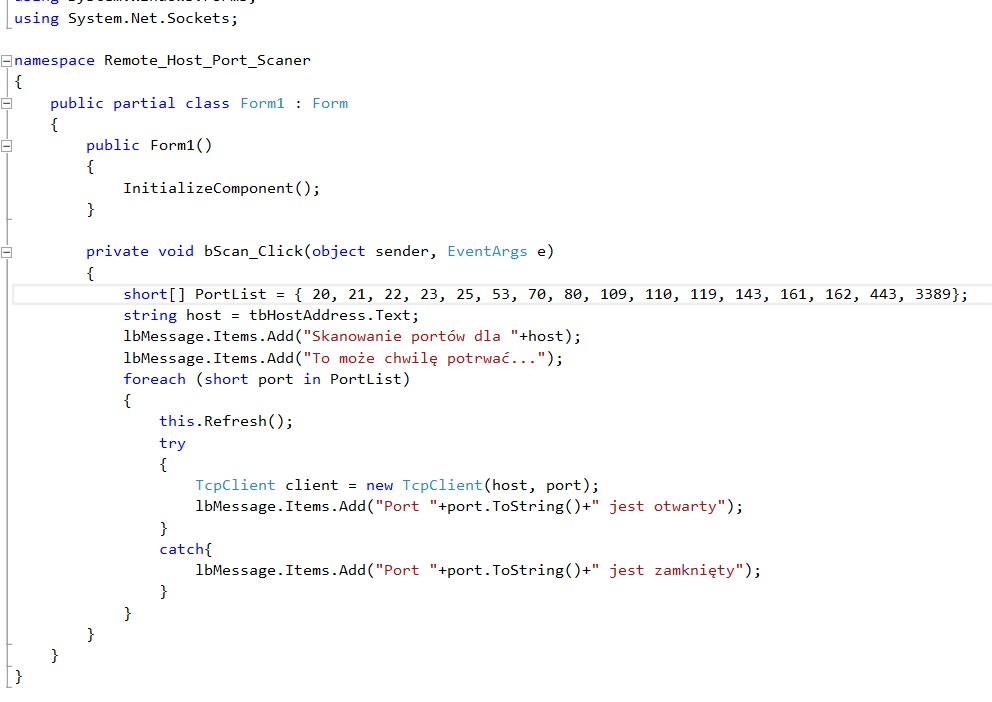 using System.Net.Sockets;
namespace Remote_Host_Port_Scaner
{
    public partial class Form1 : Form
    {
        public Form1()
        {
            InitializeComponent();
        }
        private void bScan_Click(object sender, EventArgs e)
        {
            short[] PortList = { 20, 21, 22, 23, 25, 53, 70, 80, 109, 110, 119, 143, 161, 162, 443, 3389};
            string host = tbHostAddress.Text;
            lbMessage.Items.Add("Skanowanie portów dla "+host);
            lbMessage.Items.Add("To może chwilę potrwać...");
            foreach (short port in PortList)
            {
                this.Refresh();
                try
                {
                    TcpClient client = new TcpClient(host, port);
                    lbMessage.Items.Add("Port "+port.ToString()+" jest otwarty");
                }
                catch{
                    lbMessage.Items.Add("Port "+port.ToString()+" jest zamknięty");
                }
            }
        }
    }
}